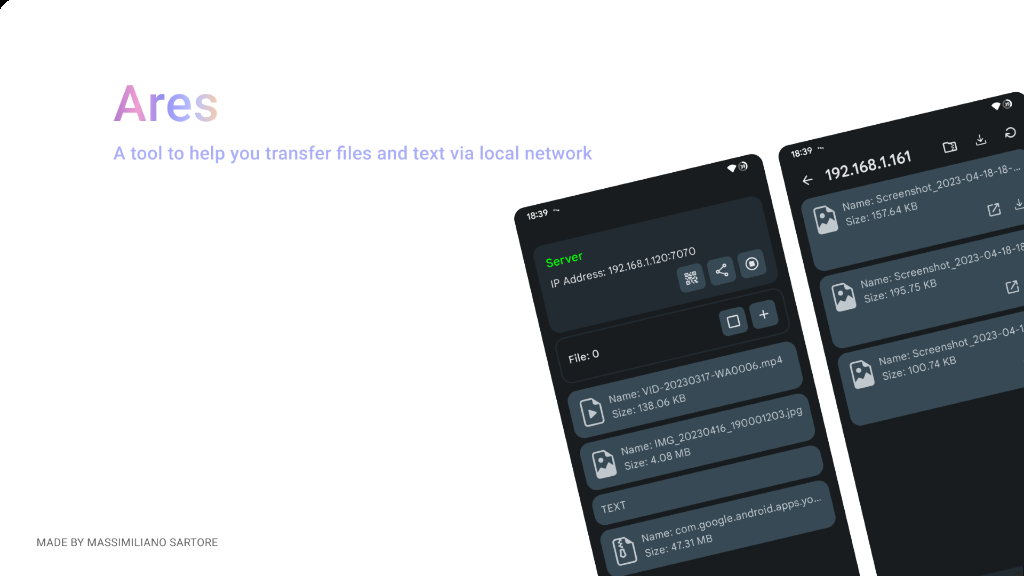 Ares
A tool to help you transfer files and text via local network
18:39
Server
IP Address: 192.168.1.120:7070
File: 0
Name: VID-20230317-WA0006.mp4
Size: 138.06 KB
Name: IMG_20230416_190001203.jpg
Size: 4.08 MB
TEXT
Name: com.google.android.apps.yo...
Size: 47.31 MB
18:39
192.168.1.161
Name: Screenshot_2023-04-18-18-...
Size: 157.64 KB
Name: Screenshot_2023-04-18-18
Size: 195.75 KB
Name: Screenshot_2023-04-1
Size: 100.74 KB
MADE BY MASSIMILIANO SARTORE